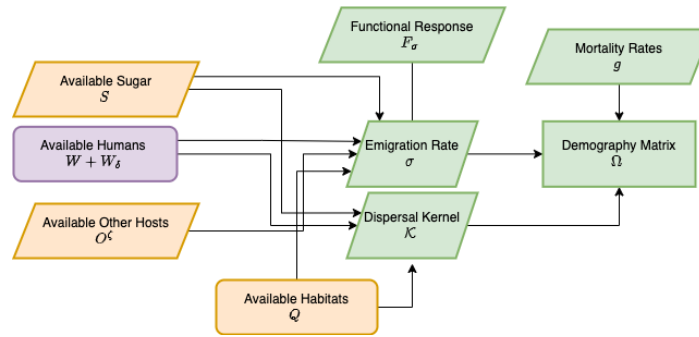 Functional Response
F_σ
Mortality Rates
g
Available Sugar
S
Available Humans
W + W_δ
Emigration Rate
σ
Demography Matrix
Ω
Available Other Hosts
O^ζ
Dispersal Kernel
𝒦
Available Habitats
Q